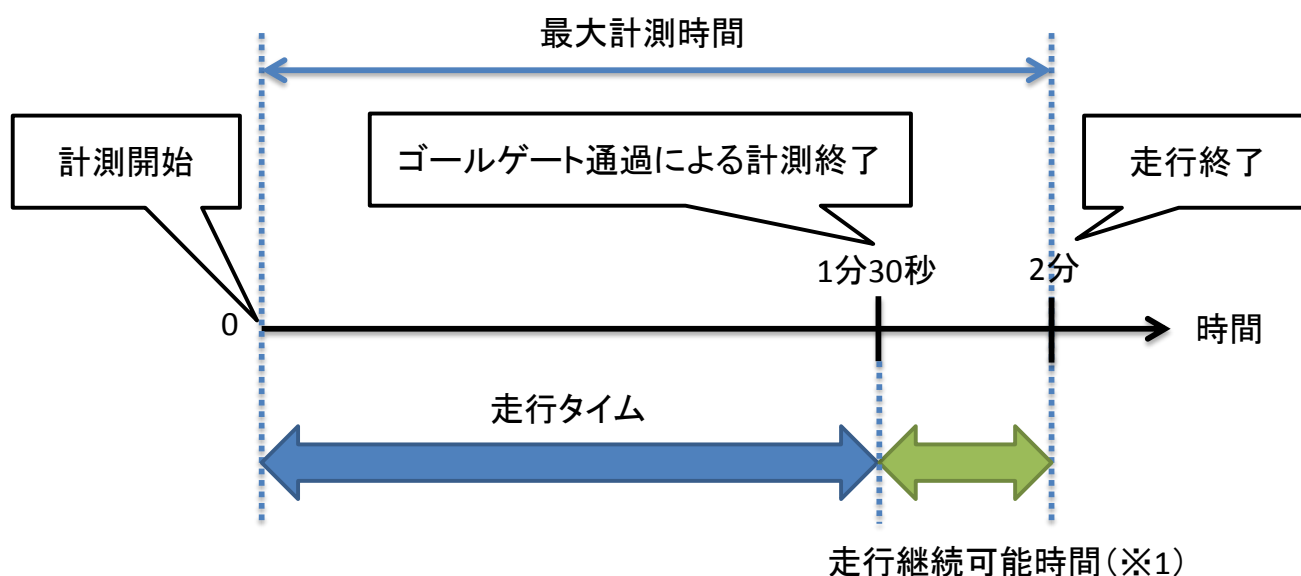 最大計測時間
計測開始
ゴールゲート通過による計測終了
走行終了
1分30秒
2分
0
時間
走行タイム
走行継続可能時間(※1)